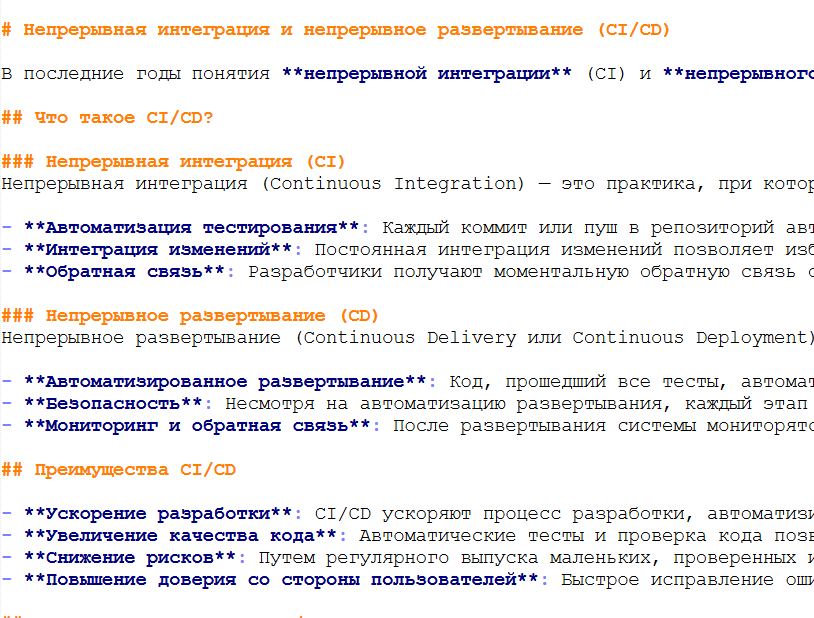 # Непрерывная интеграция и непрерывное развертывание (CI/CD)
В последние годы понятия **непрерывной интеграции** (CI) и **непрерывного
## Что такое CI/CD?
### Непрерывная интеграция (CI)
Непрерывная интеграция (Continuous Integration) — это практика, при котор
- **Автоматизация тестирования**: Каждый коммит или пуш в репозиторий авт
- **Интеграция изменений**: Постоянная интеграция изменений позволяет изб
- **Обратная связь**: Разработчики получают моментальную обратную связь о
### Непрерывное развертывание (CD)
Непрерывное развертывание (Continuous Delivery или Continuous Deployment)
- **Автоматизированное развертывание**: Код, прошедший все тесты, автомат
- **Безопасность**: Несмотря на автоматизацию развертывания, каждый этап
- **Мониторинг и обратная связь**: После развертывания системы мониторятс
## Преимущества CI/CD
- **Ускорение разработки**: CI/CD ускоряют процесс разработки, автоматизи
- **Увеличение качества кода**: Автоматические тесты и проверка кода позв
- **Снижение рисков**: Путем регулярного выпуска маленьких, проверенных и
- **Повышение доверия со стороны пользователей**: Быстрое исправление оши